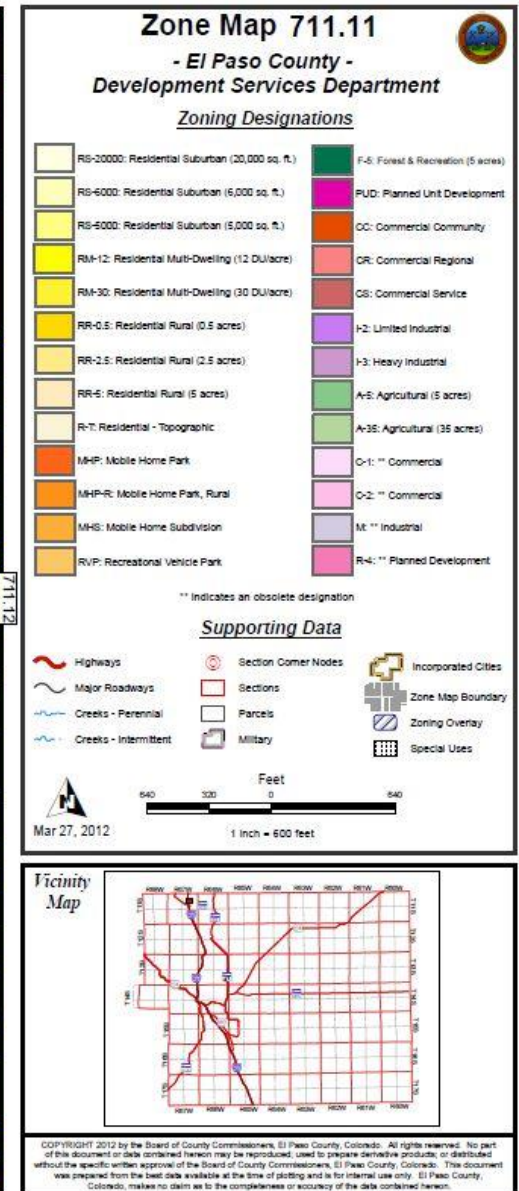 Zone Map 711.11
- El Paso County -
Development Services Department
Zoning Designations
RS-20000: Residential Suburban (20,000 sq. ft.)
RS-6000: Residential Suburban (6,000 sq. ft.)
RS-5000: Residential Suburban (5,000 sq. ft.)
RM-12: Residential Multi-Dwelling (12 DU/acre)
RM-30: Residential Multi-Dwelling (30 DU/acre)
RR-0.5: Residential Rural (0.5 acres)
RR-2.5: Residential Rural (2.5 acres)
RR-5: Residential Rural (5 acres)
R-T: Residential - Topographic
MHP: Mobile Home Park
MHP-R: Mobile Home Park, Rural
MHS: Mobile Home Subdivision
RVP: Recreational Vehicle Park
F-5: Forest & Recreation (5 acres)
PUD: Planned Unit Development
CC: Commercial Community
CR: Commercial Regional
CS: Commercial Service
I-2: Limited Industrial
I-3: Heavy Industrial
A-5: Agricultural (5 acres)
A-35: Agricultural (35 acres)
C-1: ** Commercial
C-2: ** Commercial
M: ** Industrial
R-4: ** Planned Development
** Indicates an obsolete designation
711.12
Supporting Data
Highways
Major Roadways
Creeks - Perennial
Creeks - Intermittent
Section Corner Nodes
Sections
Parcels
Military
Incorporated Cities
Zone Map Boundary
Zoning Overlay
Special Uses
N
Mar 27, 2012
Feet
640 320 0 640
1 inch = 600 feet
Vicinity
Map
COPYRIGHT 2012 by the Board of County Commissioners, El Paso County, Colorado. All rights reserved. No part
of this document or data contained hereon may be reproduced; used to prepare derivative products; or distributed
without the specific written approval of the Board of County Commissioners, El Paso County, Colorado. This document
was prepared from the best data available at the time of plotting and is for internal use only. El Paso County,
Colorado, makes no claim as to the completeness or accuracy of the data contained hereon.